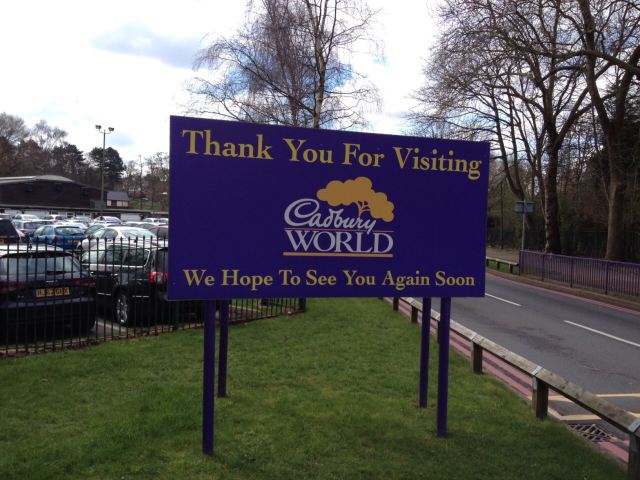 Thank You For Visiting
Cadbury
WORLD
We Hope To See You Again Soon